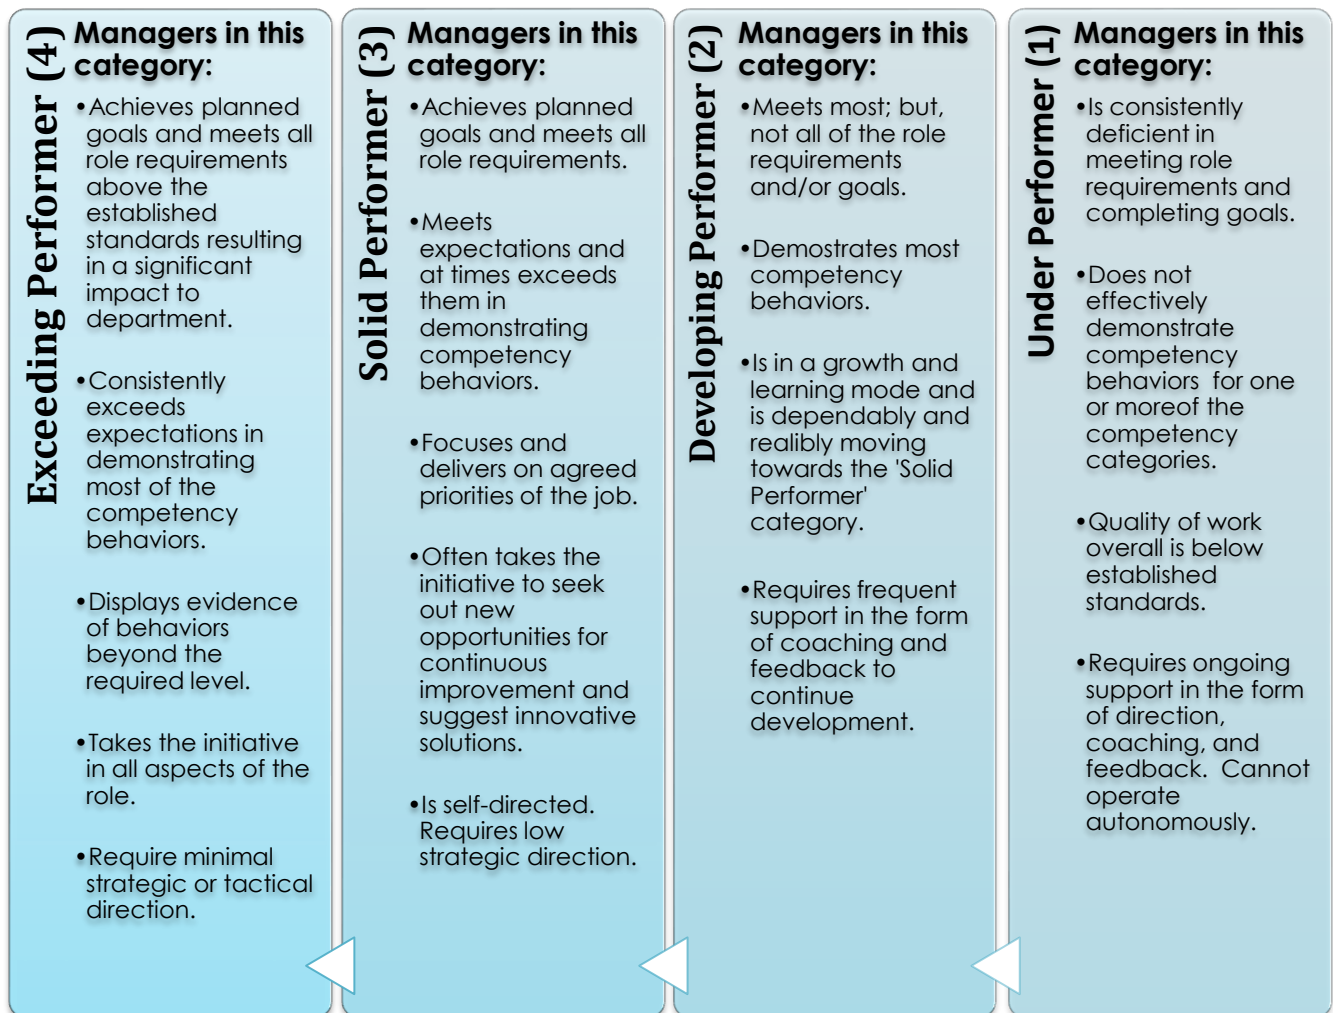 Exceeding Performer (4)
Managers in this
category:
•Achieves planned
goals and meets all
role requirements
above the
established
standards resulting
in a significant
impact to
department.
•Consistently
exceeds
expectations in
demonstrating
most of the
competency
behaviors.
•Displays evidence
of behaviors
beyond the
required level.
•Takes the initiative
in all aspects of the
role.
•Require minimal
strategic or tactical
direction.
Solid Performer (3)
Managers in this
category:
•Achieves planned
goals and meets all
role requirements.
•Meets
expectations and
at times exceeds
them in
demonstrating
competency
behaviors.
•Focuses and
delivers on agreed
priorities of the job.
•Often takes the
initiative to seek
out new
opportunities for
continuous
improvement and
suggest innovative
solutions.
•Is self-directed.
Requires low
strategic direction.
Developing Performer (2)
Managers in this
category:
•Meets most; but,
not all of the role
requirements
and/or goals.
•Demostrates most
competency
behaviors.
•Is in a growth and
learning mode and
is dependably and
realibly moving
towards the 'Solid
Performer'
category.
•Requires frequent
support in the form
of coaching and
feedback to
continue
development.
Under Performer (1)
Managers in this
category:
•Is consistently
deficient in
meeting role
requirements and
completing goals.
•Does not
effectively
demonstrate
competency
behaviors  for one
or moreof the
competency
categories.
•Quality of work
overall is below
established
standards.
•Requires ongoing
support in the form
of direction,
coaching, and
feedback.  Cannot
operate
autonomously.